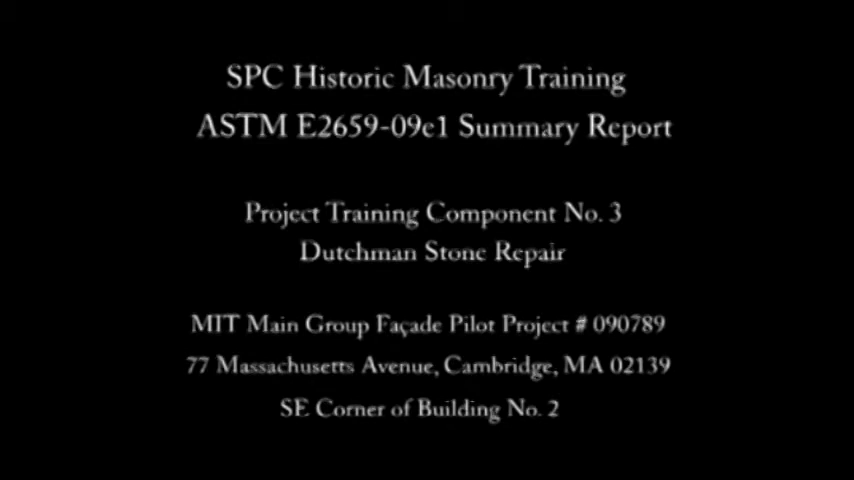 SPC Historic Masonry Training
ASTM E2659-09e1 Summary Report
Project Training Component No. 3
Dutchman Stone Repair
MIT Main Group Façade Pilot Project # 090789
77 Massachusetts Avenue, Cambridge, MA 02139
SE Corner of Building No. 2